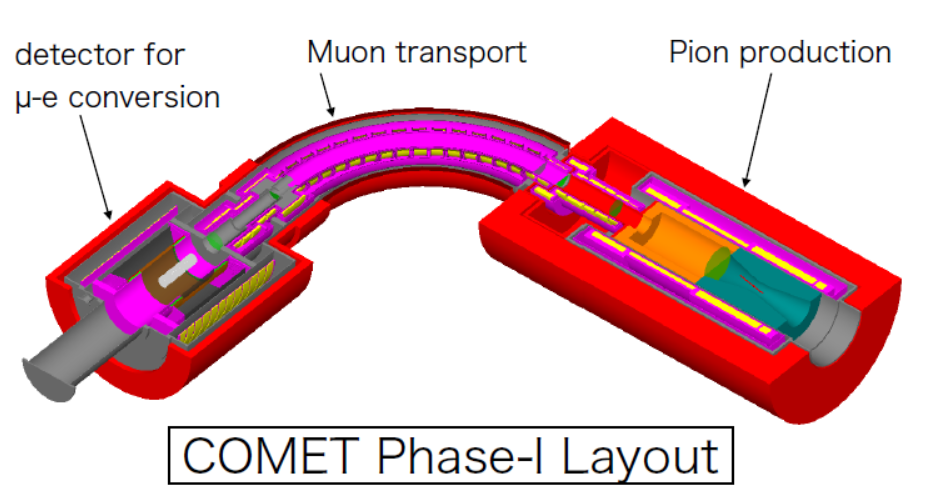 detector for
μ-e conversion
Muon transport
Pion production
COMET Phase-I Layout